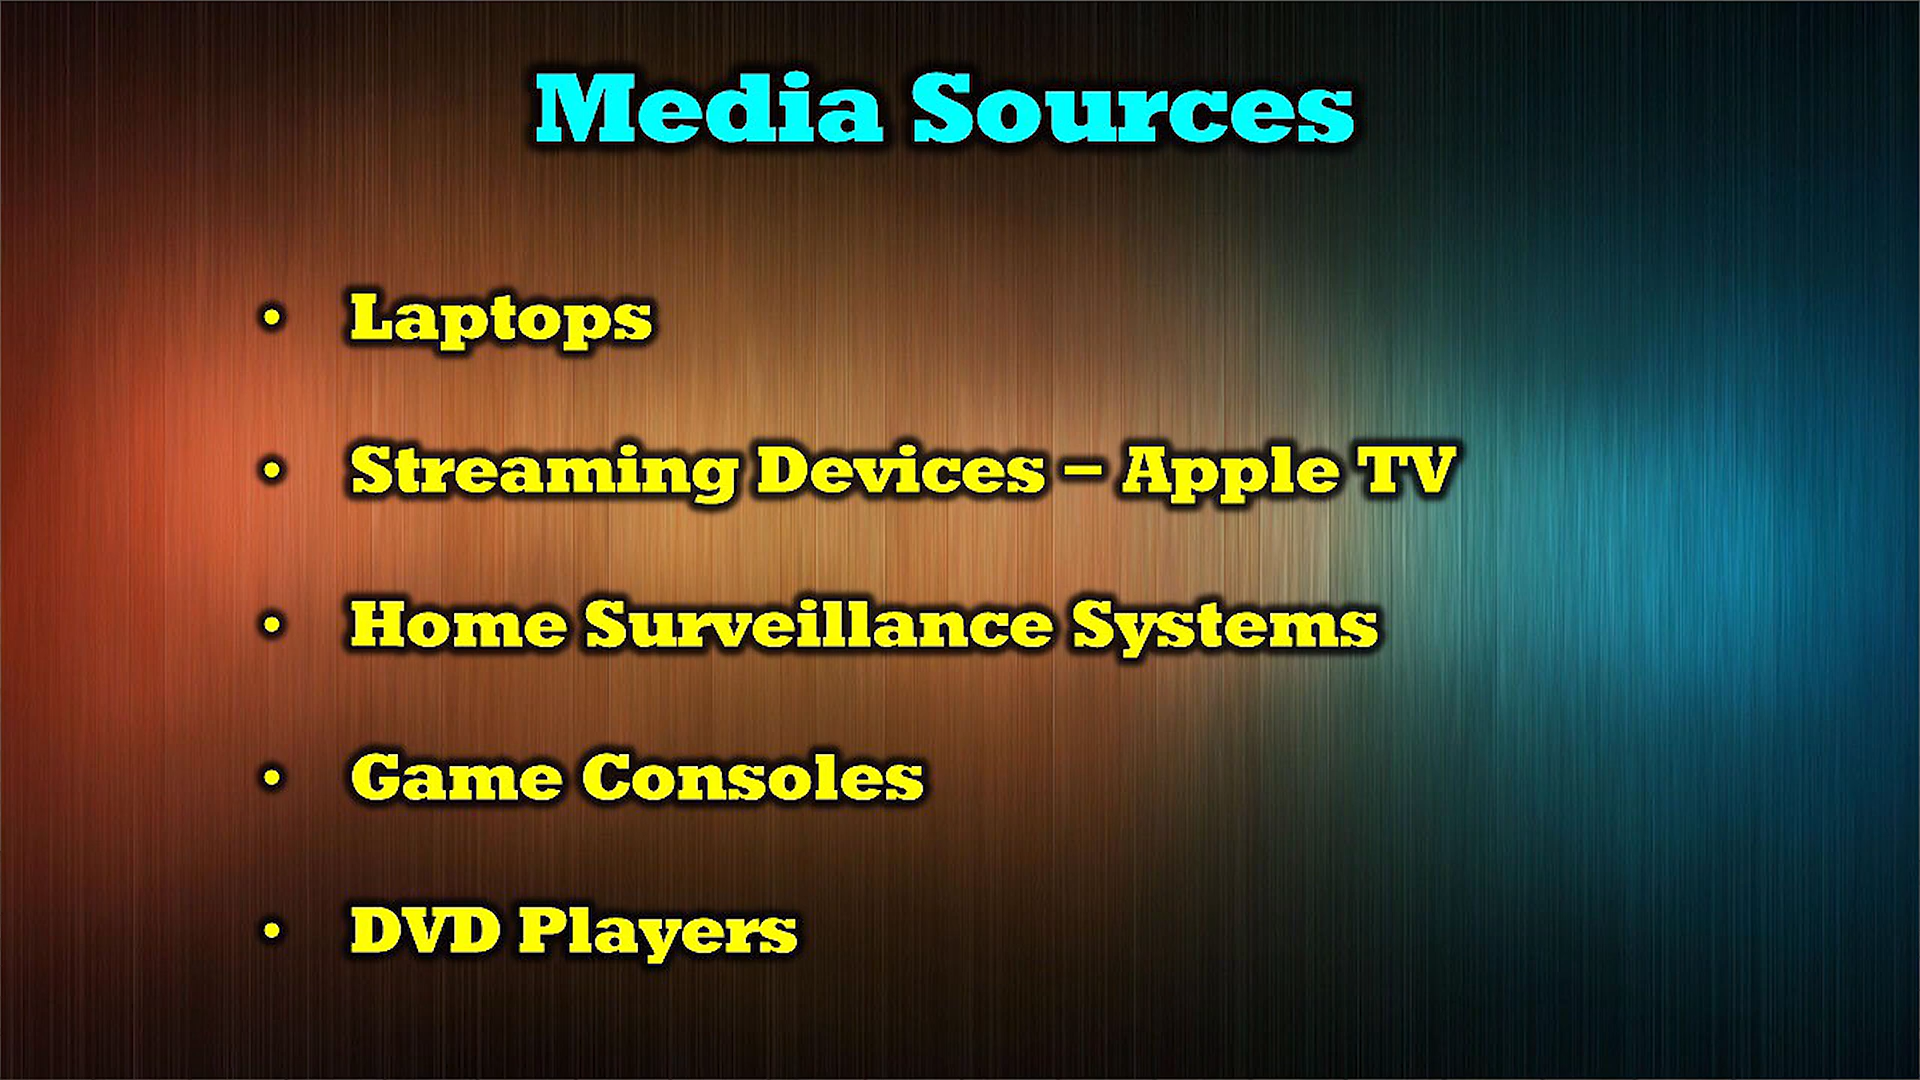 Media Sources
• Laptops
• Streaming Devices – Apple TV
• Home Surveillance Systems
• Game Consoles
• DVD Players